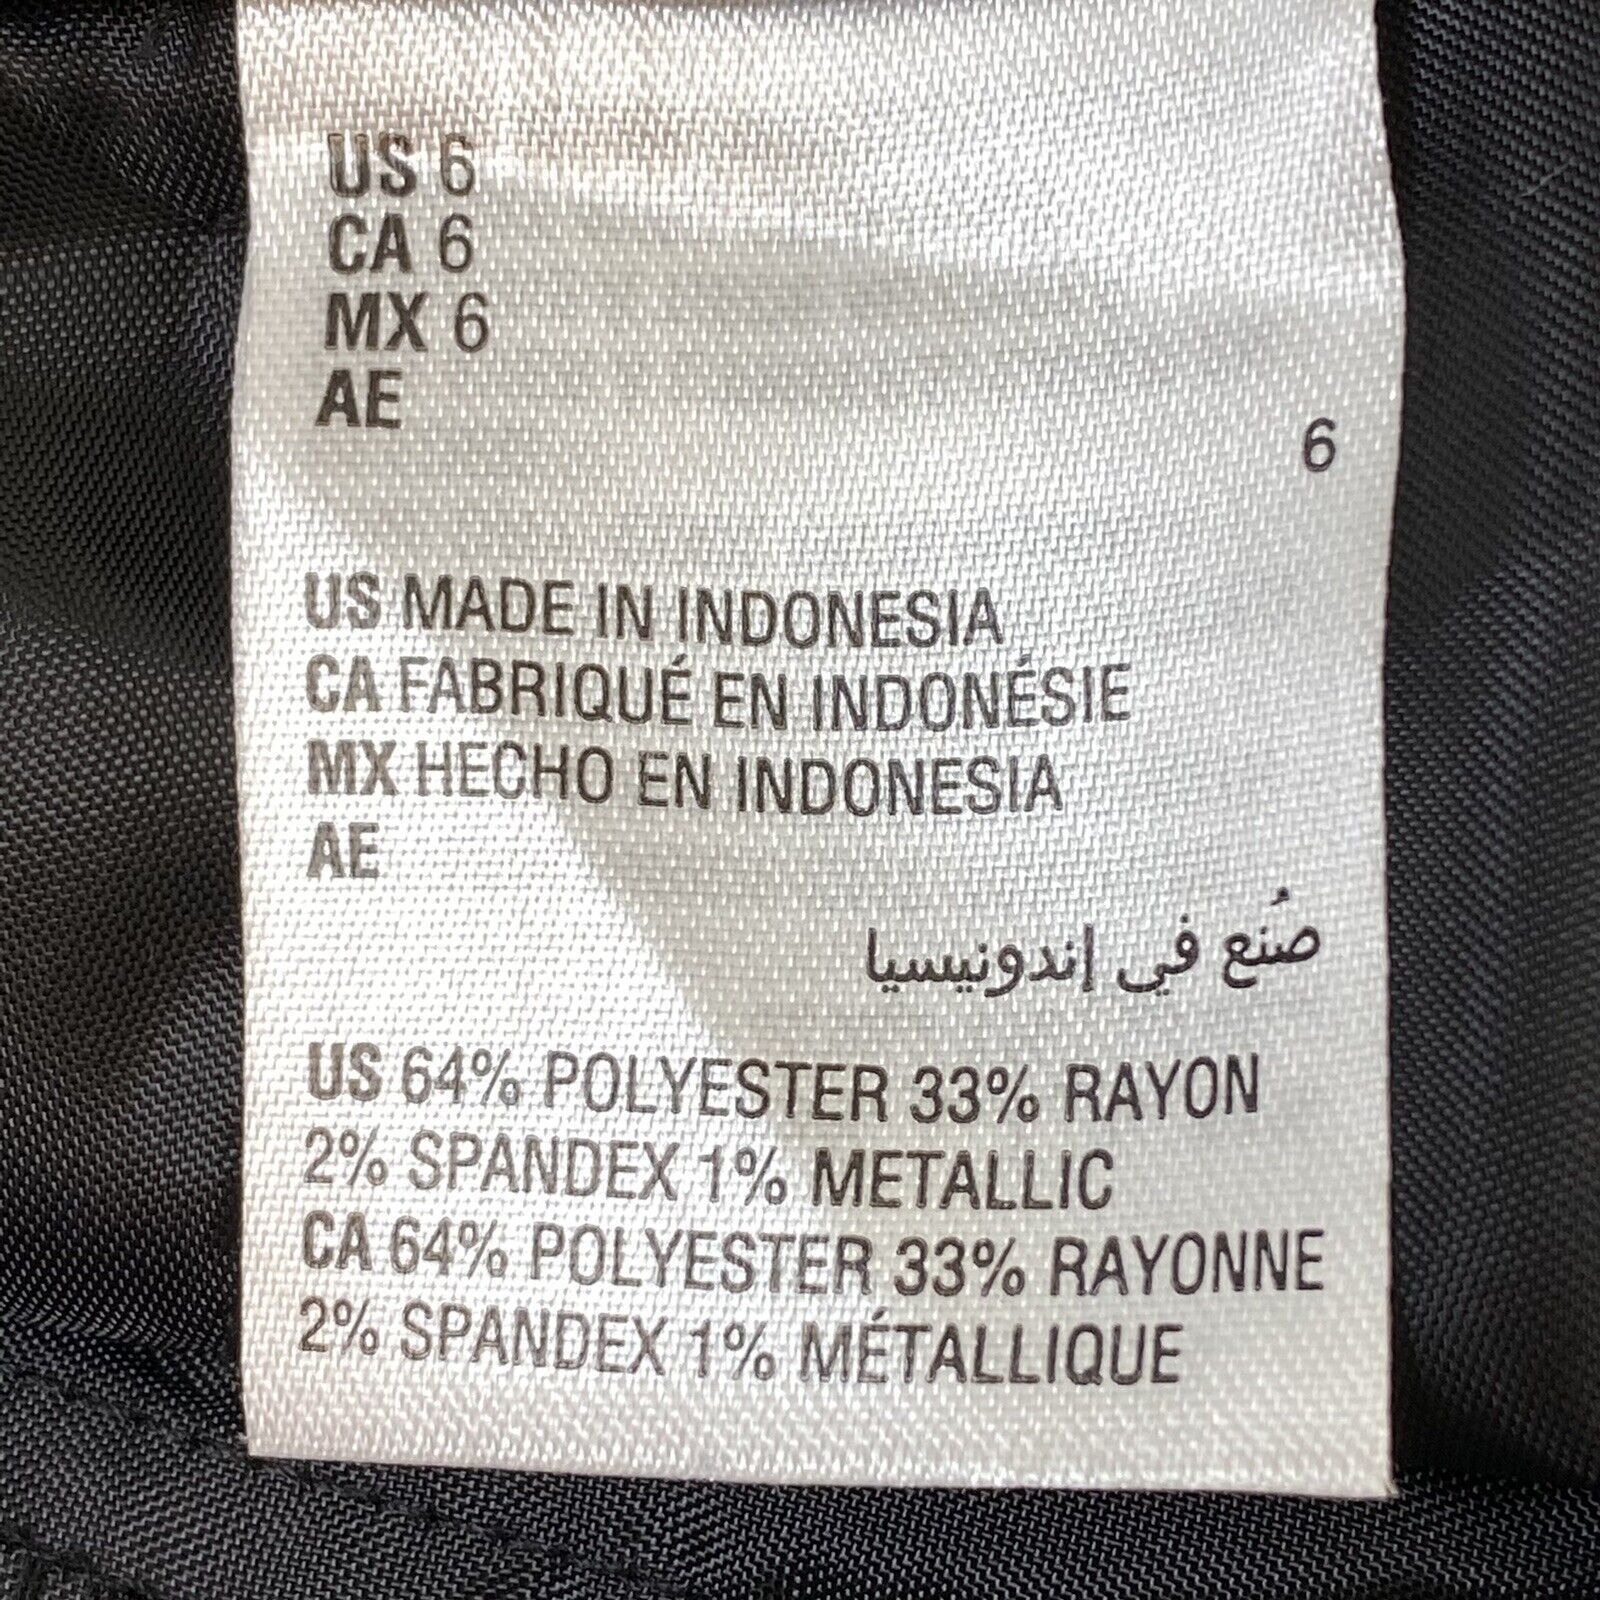 US 6
CA 6
MX 6
AE
6
US MADE IN INDONESIA
CA FABRIQUÉ EN INDONÉSIE
MX HECHO EN INDONESIA
AE
صُنع في إندونيسيا
US 64% POLYESTER 33% RAYON
2% SPANDEX 1% METALLIC
CA 64% POLYESTER 33% RAYONNE
2% SPANDEX 1% MÉTALLIQUE